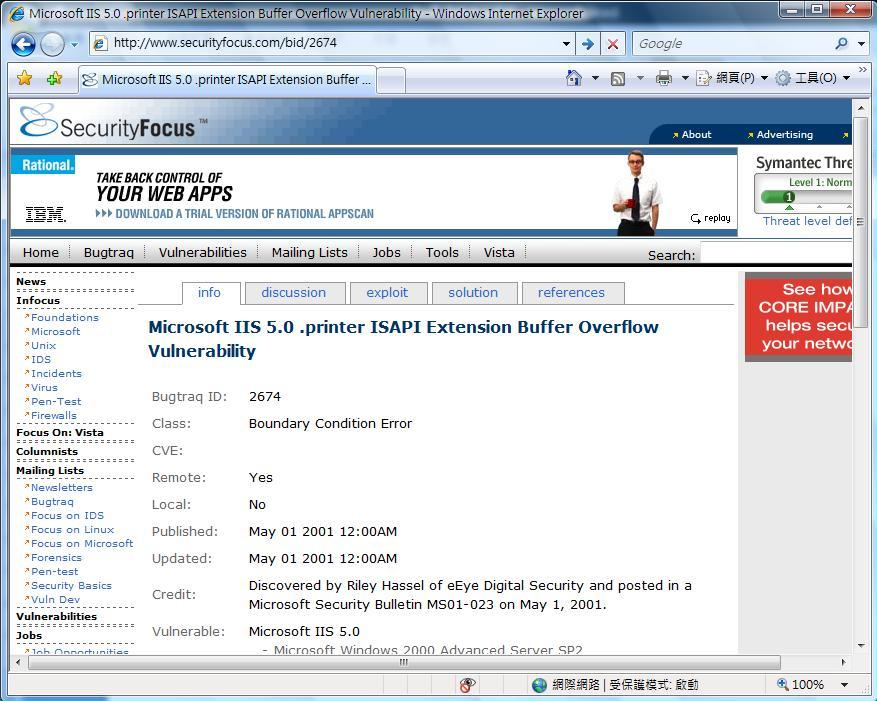 Microsoft IIS 5.0 .printer ISAPI Extension Buffer Overflow Vulnerability - Windows Internet Explorer
http://www.securityfocus.com/bid/2674
Google
Microsoft IIS 5.0 .printer ISAPI Extension Buffer ...
網頁(P)
工具(O)
SecurityFocus™
About
Advertising
Rational.
IBM.
TAKE BACK CONTROL OF
YOUR WEB APPS
DOWNLOAD A TRIAL VERSION OF RATIONAL APPSCAN
replay
Symantec Thre
Level 1: Norm
1
Threat level def
Home
Bugtraq
Vulnerabilities
Mailing Lists
Jobs
Tools
Vista
Search:
News
Infocus
Foundations
Microsoft
Unix
IDS
Incidents
Virus
Pen-Test
Firewalls
Focus On: Vista
Columnists
Mailing Lists
Newsletters
Bugtraq
Focus on IDS
Focus on Linux
Focus on Microsoft
Forensics
Pen-test
Security Basics
Vuln Dev
Vulnerabilities
Jobs
Job Opportunities
info
discussion
exploit
solution
references
Microsoft IIS 5.0 .printer ISAPI Extension Buffer Overflow
Vulnerability
Bugtraq ID: 2674
Class: Boundary Condition Error
CVE:
Remote: Yes
Local: No
Published: May 01 2001 12:00AM
Updated: May 01 2001 12:00AM
Credit: Discovered by Riley Hassel of eEye Digital Security and posted in a
Microsoft Security Bulletin MS01-023 on May 1, 2001.
Vulnerable: Microsoft IIS 5.0
- Microsoft Windows 2000 Advanced Server SP2
See how
CORE IMPA
helps secu
your netwo
網際網路 | 受保護模式: 啟動
100%